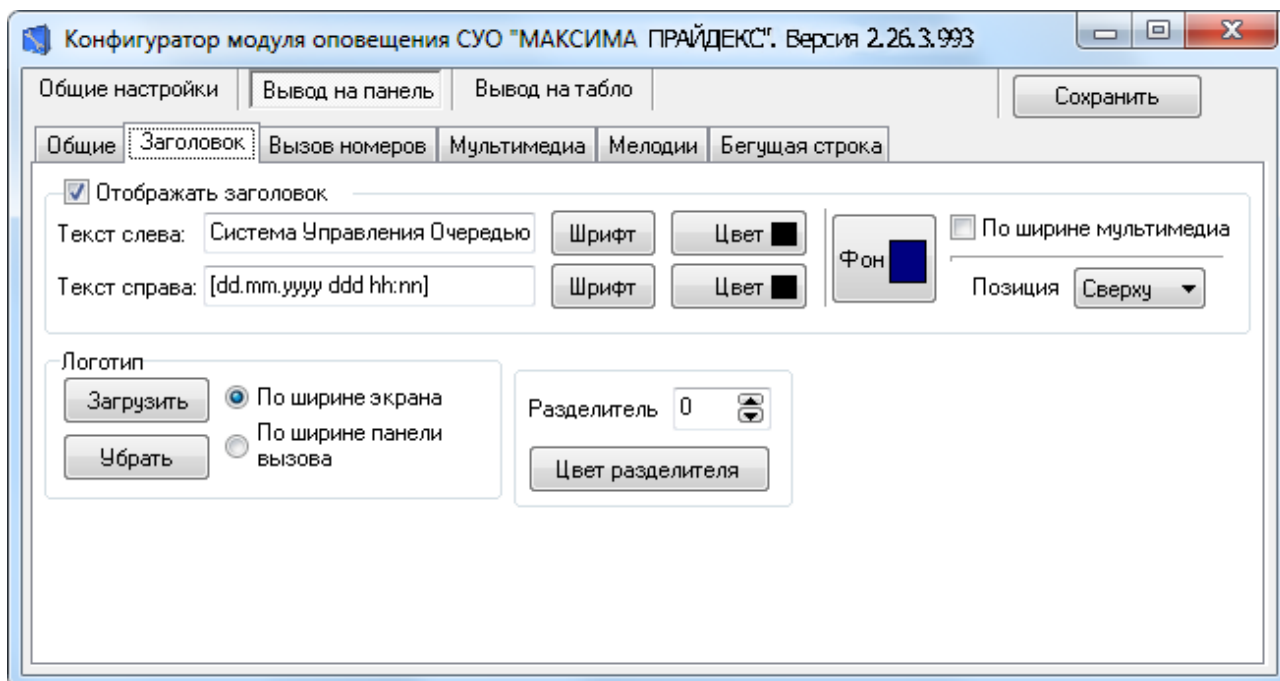 Конфигуратор модуля оповещения СУО "МАКСИМА ПРАЙДЕКС". Версия 2.26.3.993
Общие настройки Вывод на панель Вывод на табло Сохранить
Общие Заголовок Вызов номеров Мультимедиа Мелодии Бегущая строка
Отображать заголовок
Текст слева: Система Управления Очередью Шрифт Цвет Фон По ширине мультимедиа
Текст справа: [dd.mm.yyyy ddd hh:nn] Шрифт Цвет Позиция Сверху
Логотип
Загрузить По ширине экрана Разделитель 0
Убрать По ширине панели
вызова Цвет разделителя